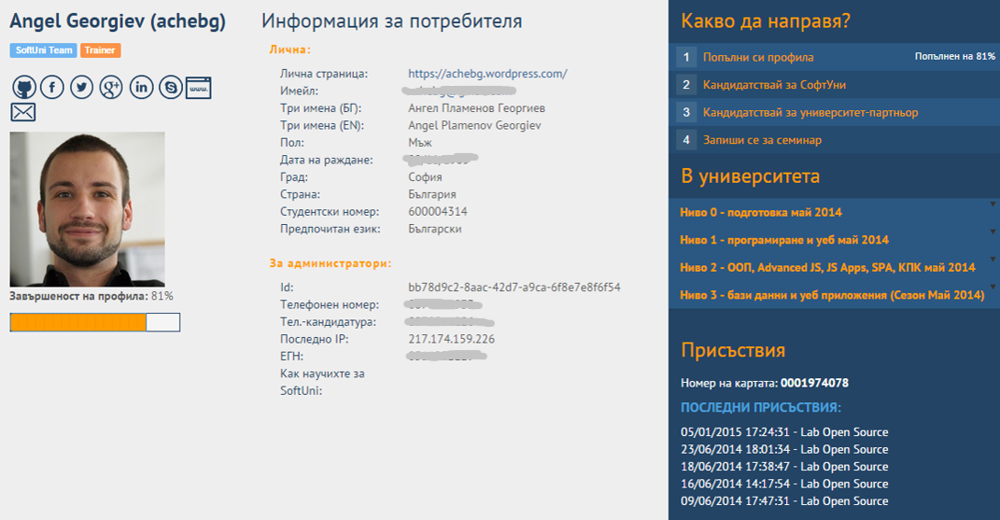 Angel Georgiev (achebg)
SoftUni Team Trainer
www.
Завършеност на профила: 81%
Информация за потребителя
Лична:
Лична страница: https://achebg.wordpress.com/
Имейл:
Три имена (БГ): Ангел Пламенов Георгиев
Три имена (EN): Angel Plamenov Georgiev
Пол: Мъж
Дата на раждане:
Град: София
Страна: България
Студентски номер: 600004314
Предпочитан език: Български
За администратори:
Id: bb78d9c2-8aac-42d7-a9ca-6f8e7e8f6f54
Телефонен номер:
Тел.-кандидатура:
Последно IP: 217.174.159.226
ЕГН:
Как научихте за
SoftUni:
Какво да направя?
1 Попълни си профила Попълнен на 81%
2 Кандидатствай за СофтУни
3 Кандидатствай за университет-партньор
4 Запиши се за семинар
В университета
Ниво 0 - подготовка май 2014
Ниво 1 - програмиране и уеб май 2014
Ниво 2 - ООП, Advanced JS, JS Apps, SPA, КПК май 2014
Ниво 3 - бази данни и уеб приложения (Сезон Май 2014)
Присъствия
Номер на картата: 0001974078
ПОСЛЕДНИ ПРИСЪСТВИЯ:
05/01/2015 17:24:31 - Lab Open Source
23/06/2014 18:01:34 - Lab Open Source
18/06/2014 17:38:47 - Lab Open Source
16/06/2014 14:17:54 - Lab Open Source
09/06/2014 17:47:31 - Lab Open Source